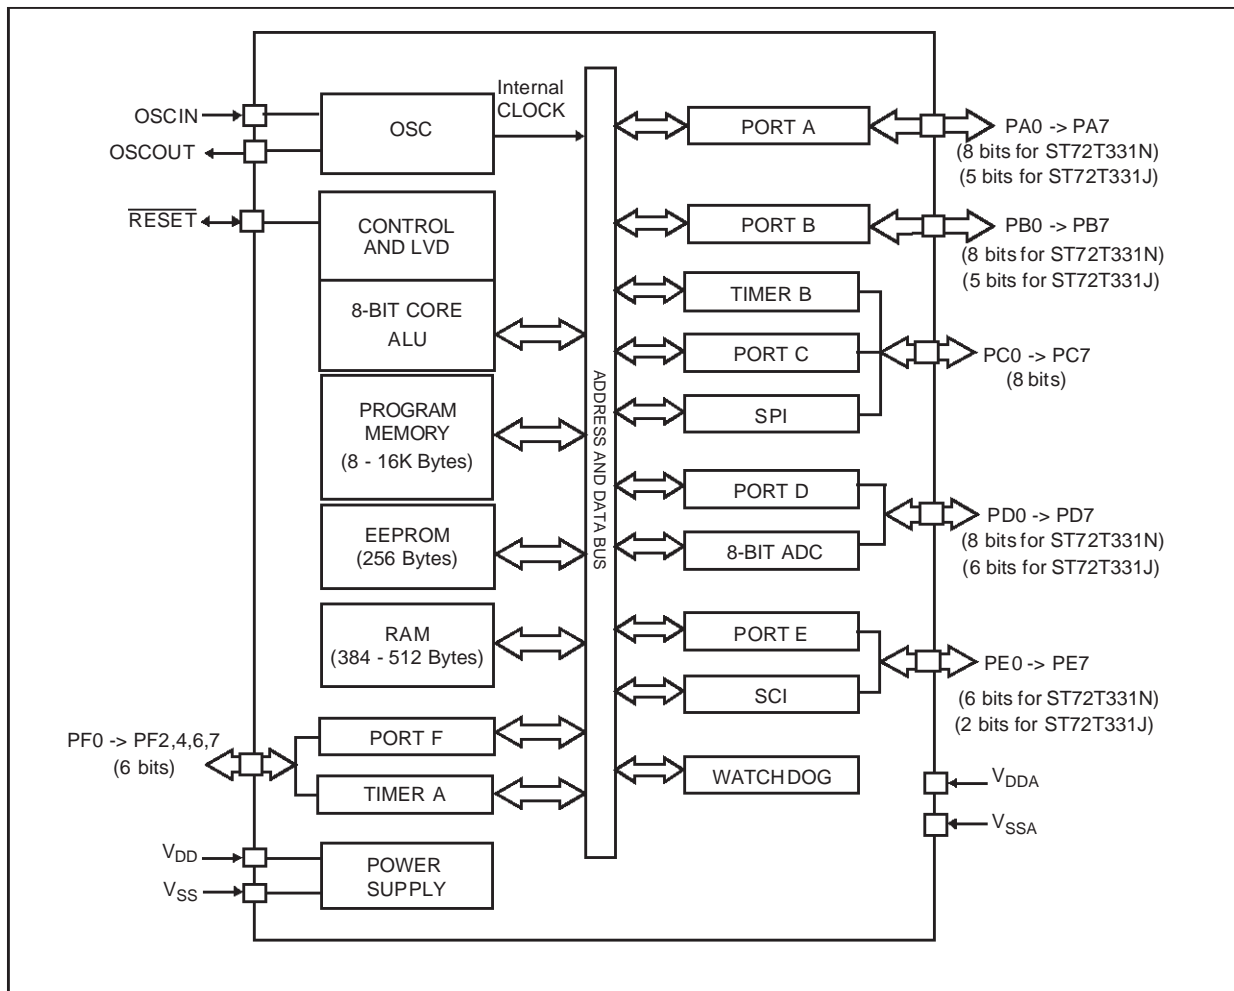 OSCIN
OSCOUT
OSC
Internal
CLOCK
RESET
CONTROL
AND LVD
8-BIT CORE
ALU
PROGRAM
MEMORY
(8 - 16K Bytes)
EEPROM
(256 Bytes)
RAM
(384 - 512 Bytes)
PF0 -> PF2,4,6,7
(6 bits)
PORT F
TIMER A
VDD
VSS
POWER
SUPPLY
ADDRESS AND DATA BUS
PORT A
PA0 -> PA7
(8 bits for ST72T331N)
(5 bits for ST72T331J)
PORT B
PB0 -> PB7
(8 bits for ST72T331N)
(5 bits for ST72T331J)
TIMER B
PORT C
SPI
PC0 -> PC7
(8 bits)
PORT D
8-BIT ADC
PD0 -> PD7
(8 bits for ST72T331N)
(6 bits for ST72T331J)
PORT E
SCI
PE0 -> PE7
(6 bits for ST72T331N)
(2 bits for ST72T331J)
WATCHDOG
VDDA
VSSA